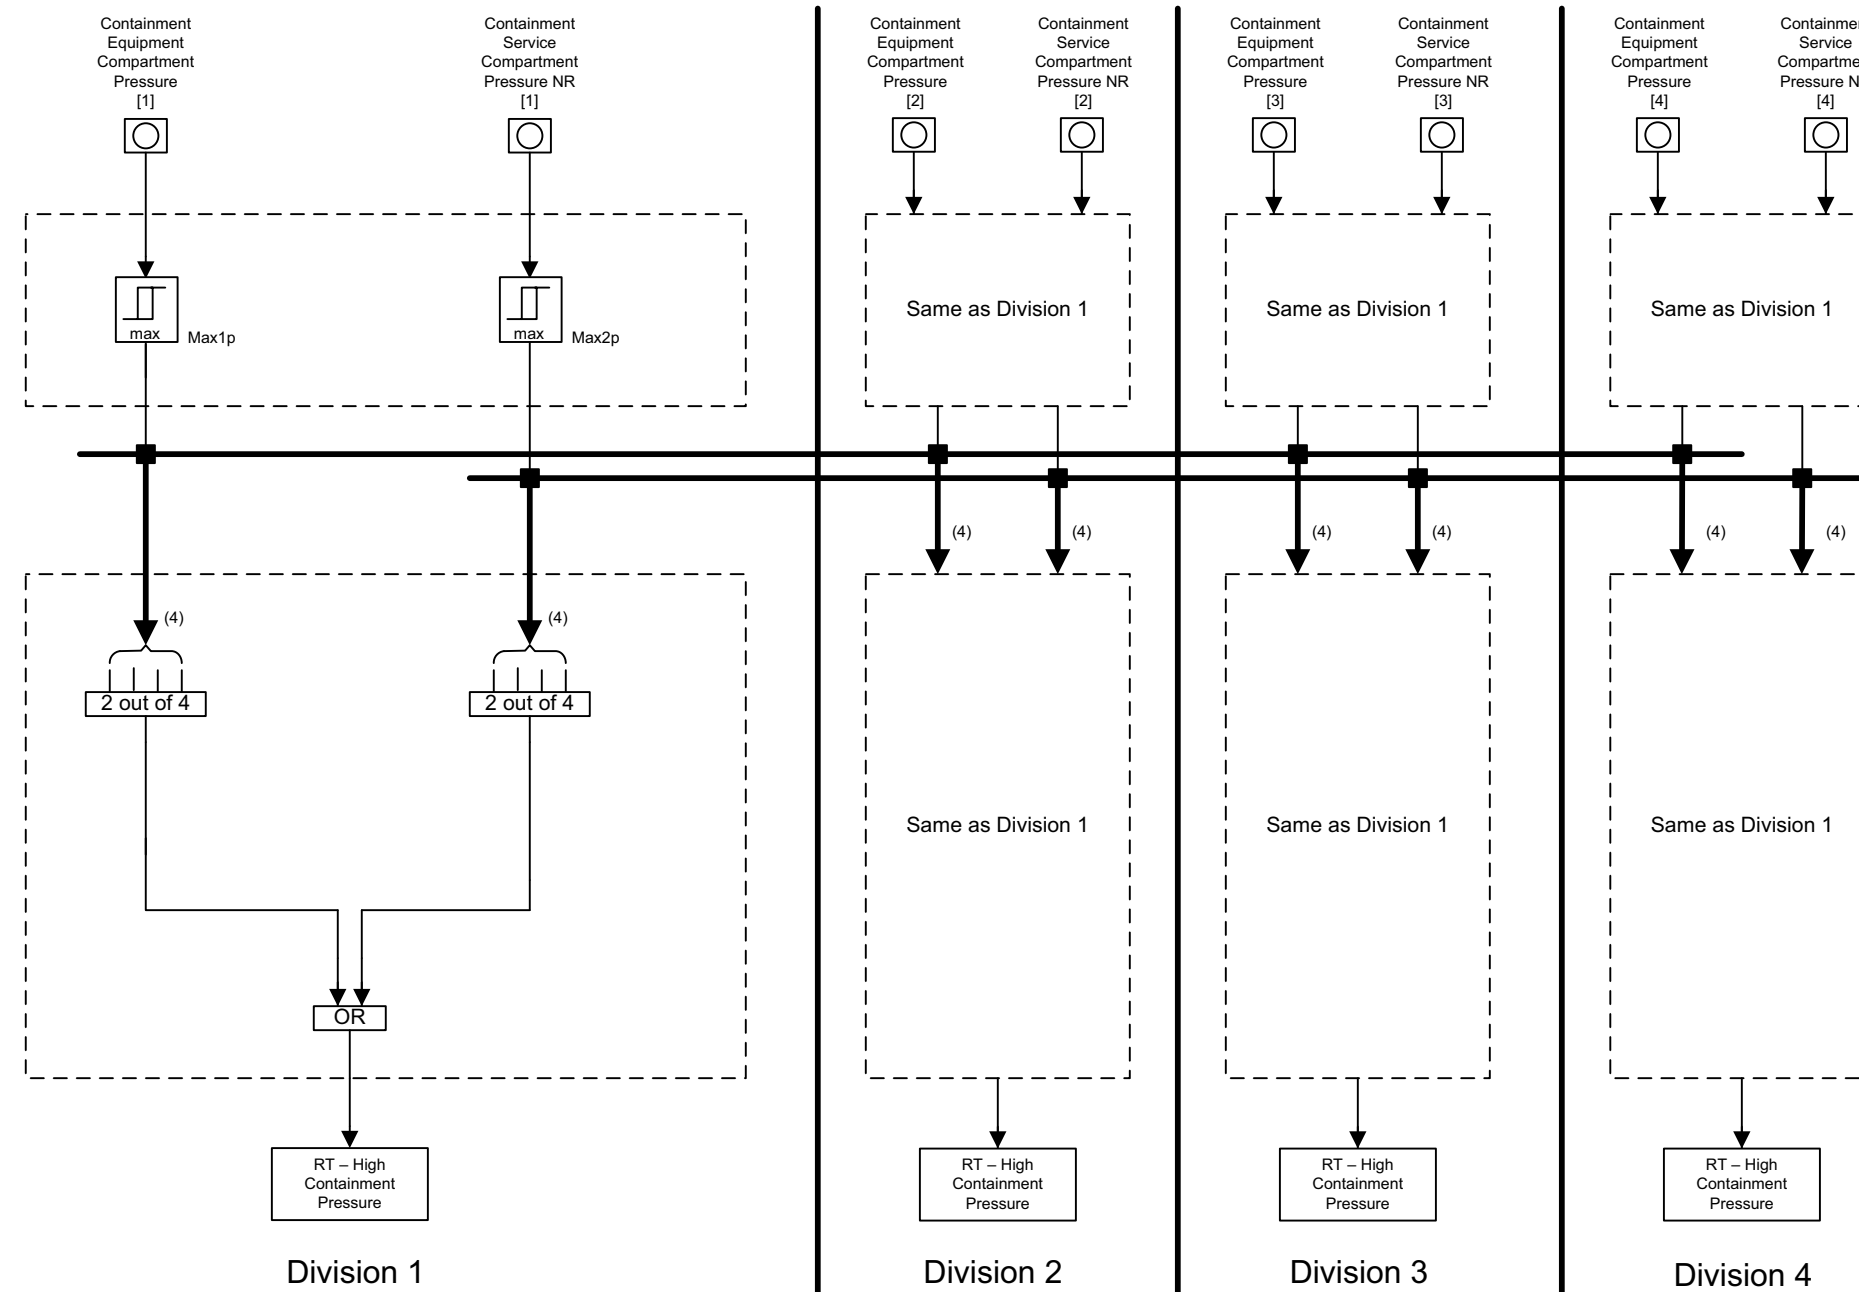 Containment
Equipment
Compartment
Pressure
[1]
Containment
Service
Compartment
Pressure NR
[1]
Containment
Equipment
Compartment
Pressure
[2]
Containment
Service
Compartment
Pressure NR
[2]
Containment
Equipment
Compartment
Pressure
[3]
Containment
Service
Compartment
Pressure NR
[3]
Containment
Equipment
Compartment
Pressure
[4]
Containme
Service
Compartme
Pressure N
[4]
max
Max1p
max
Max2p
Same as Division 1
Same as Division 1
Same as Division 1
(4)
(4)
(4)
(4)
(4)
(4)
(4)
(4)
2 out of 4
2 out of 4
Same as Division 1
Same as Division 1
Same as Division 1
OR
RT – High
Containment
Pressure
RT – High
Containment
Pressure
RT – High
Containment
Pressure
RT – High
Containment
Pressure
Division 1
Division 2
Division 3
Division 4